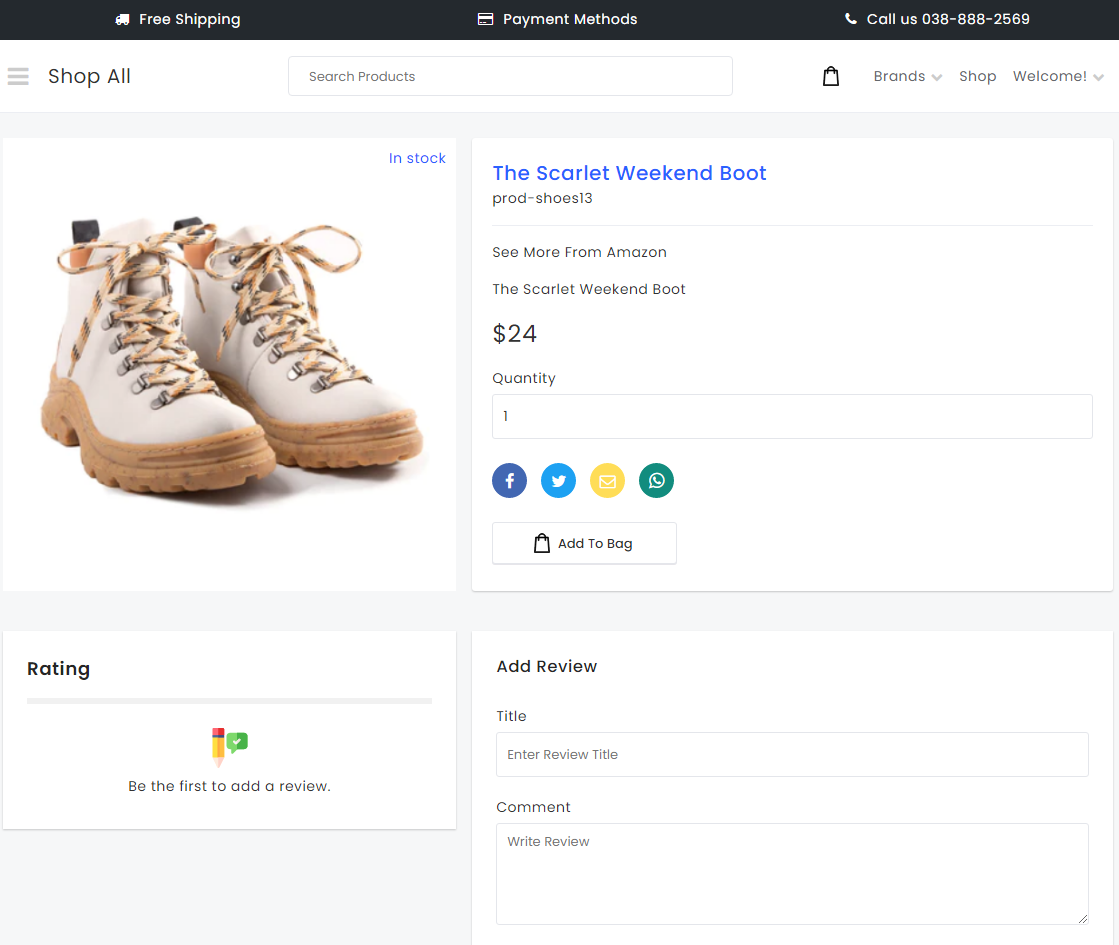 Free Shipping
Payment Methods
Call us 038-888-2569
Shop All
Search Products
Brands
Shop
Welcome!
In stock
The Scarlet Weekend Boot
prod-shoes13
See More From Amazon
The Scarlet Weekend Boot
$24
Quantity
1
Add To Bag
Rating
Be the first to add a review.
Add Review
Title
Enter Review Title
Comment
Write Review